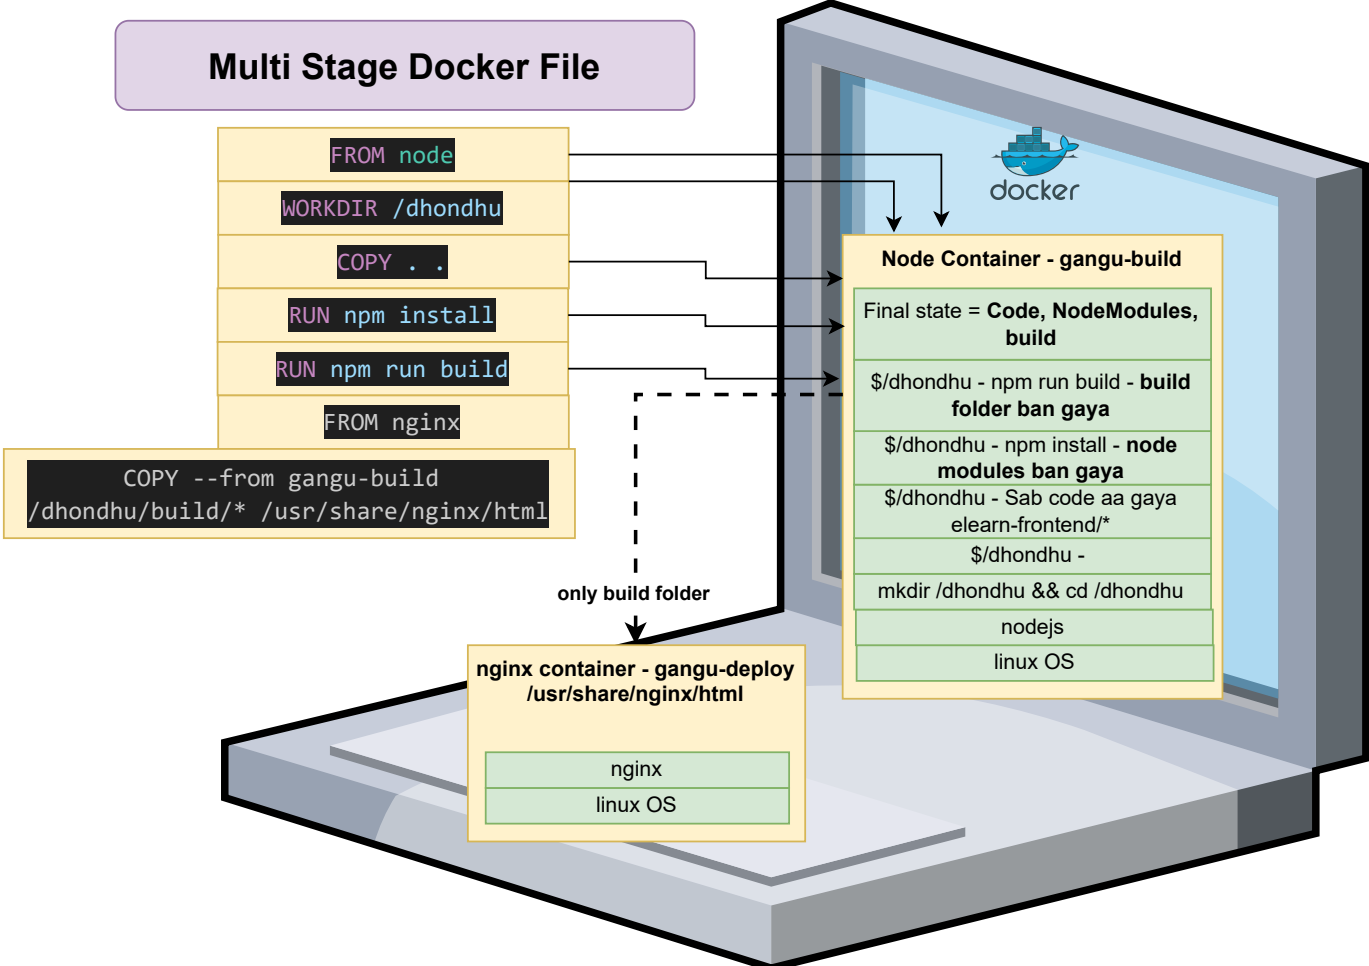 Multi Stage Docker File
FROM node
WORKDIR /dhondhu
COPY . .
RUN npm install
RUN npm run build
FROM nginx
COPY --from gangu-build
/dhondhu/build/* /usr/share/nginx/html
docker
Node Container - gangu-build
Final state = Code, NodeModules,
build
$/dhondhu - npm run build - build
folder ban gaya
$/dhondhu - npm install - node
modules ban gaya
$/dhondhu - Sab code aa gaya
elearn-frontend/*
$/dhondhu -
mkdir /dhondhu && cd /dhondhu
nodejs
linux OS
only build folder
nginx container - gangu-deploy
/usr/share/nginx/html
nginx
linux OS